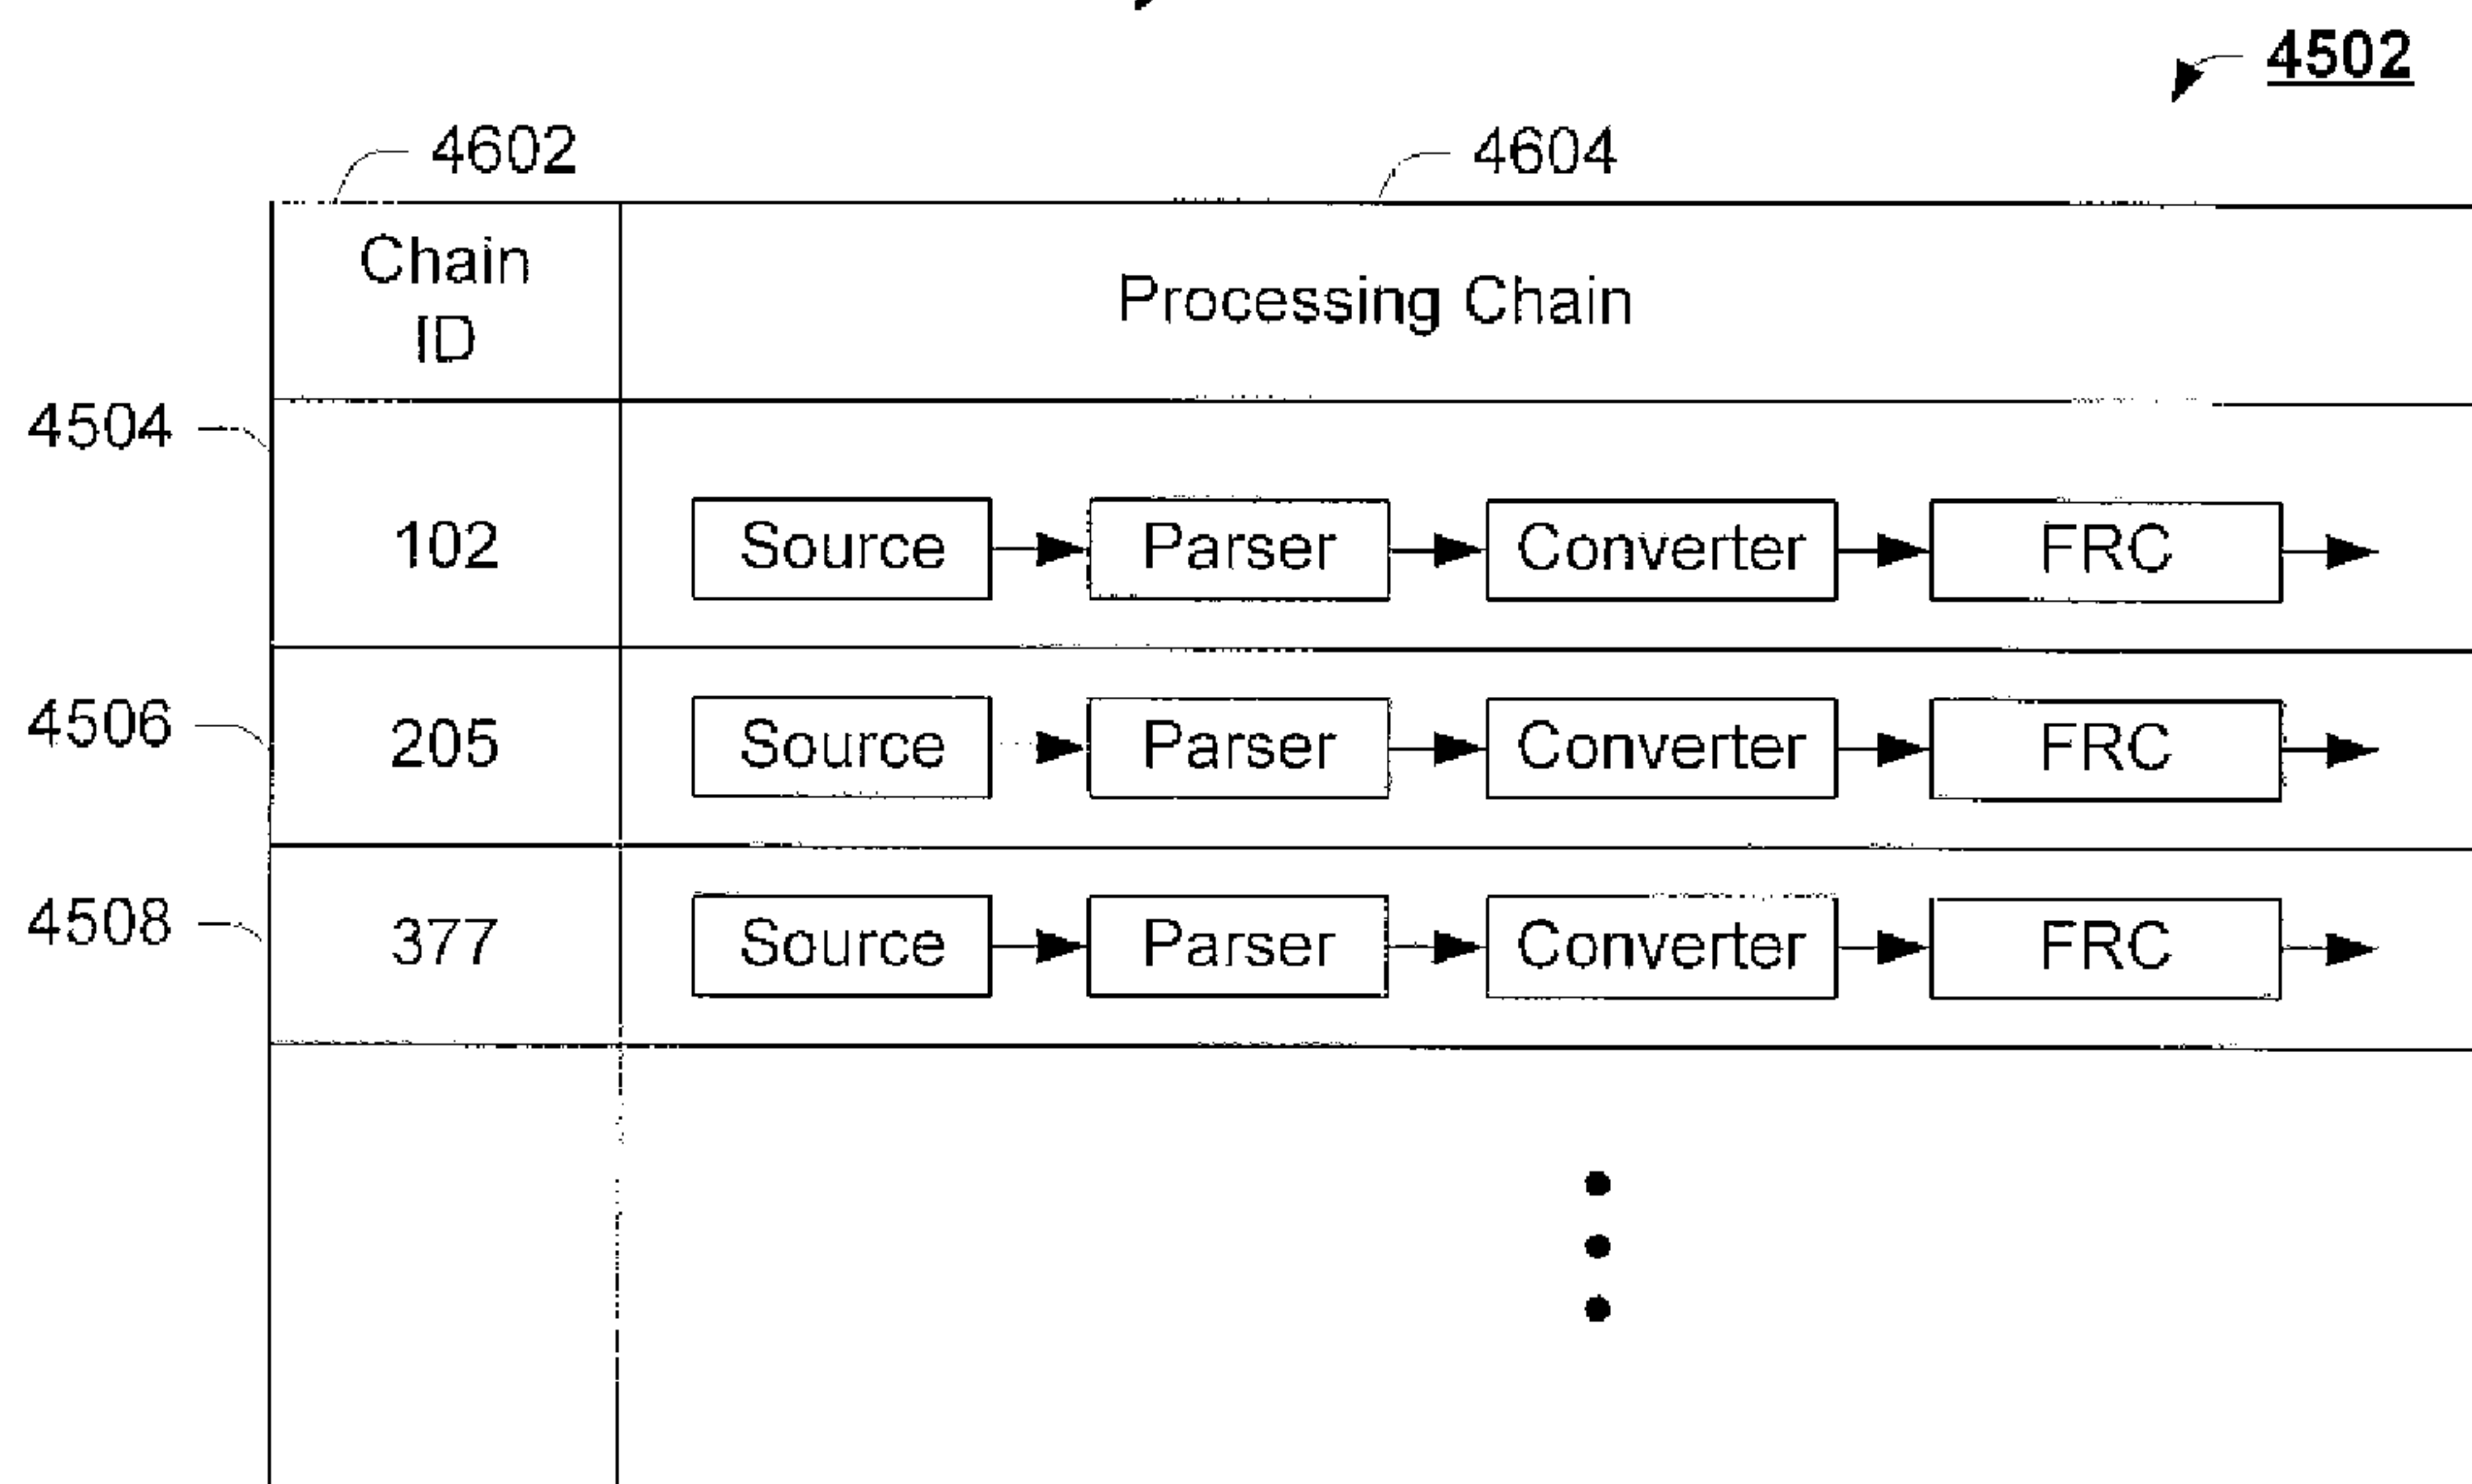 4502
4602 4604
Chain
ID
Processing Chain
4504
102 Source Parser Converter FRC
4506 205 Source Parser Converter FRC
4508 377 Source Parser Converter FRC